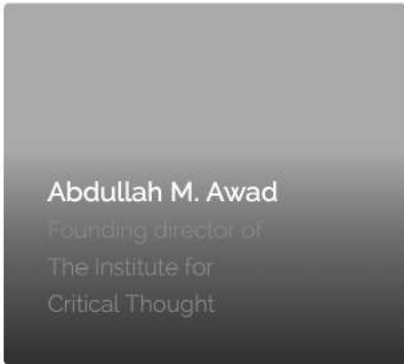 Abdullah M. Awad
Founding director of
The Institute for
Critical Thought